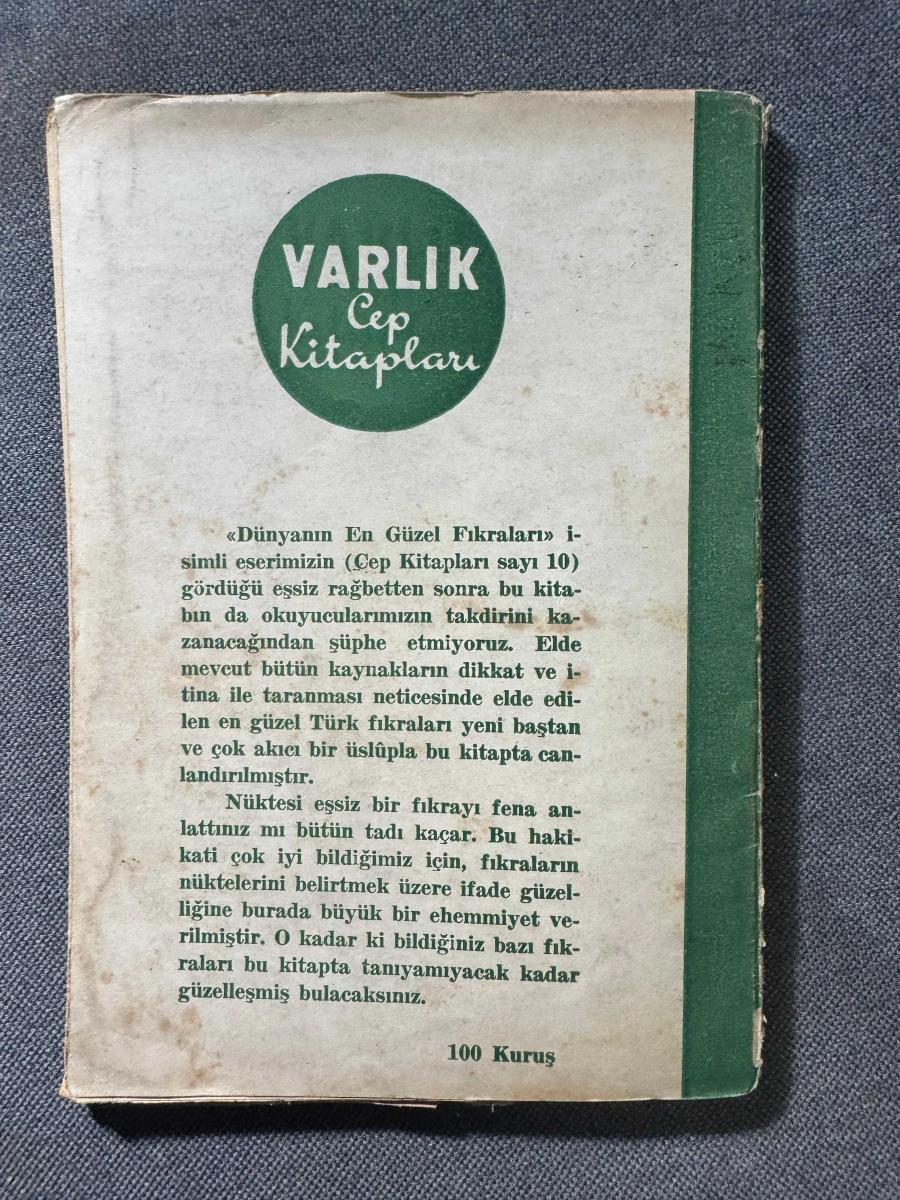 VARLIK
Cep
Kitapları
«Dünyanın En Güzel Fıkraları» i-
simli eserimizin (Cep Kitapları sayı 10)
gördüğü eşsiz rağbetten sonra bu kita-
bın da okuyucularımızın takdirini ka-
zanacağından şüphe etmiyoruz. Elde
mevcut bütün kaynakların dikkat ve i-
tina ile taranması neticesinde elde edi-
len en güzel Türk fıkraları yeni baştan
ve çok akıcı bir üslûpla bu kitapta can-
landırılmıştır.
Nüktesi eşsiz bir fıkrayı fena an-
lattınız mı bütün tadı kaçar. Bu haki-
kati çok iyi bildiğimiz için, fıkraların
nüktelerini belirtmek üzere ifade güzel-
liğine burada büyük bir ehemmiyet ve-
rilmiştir. O kadar ki bildiğiniz bazı fık-
raları bu kitapta tanıyamıyacak kadar
güzelleşmiş bulacaksınız.
100 Kuruş